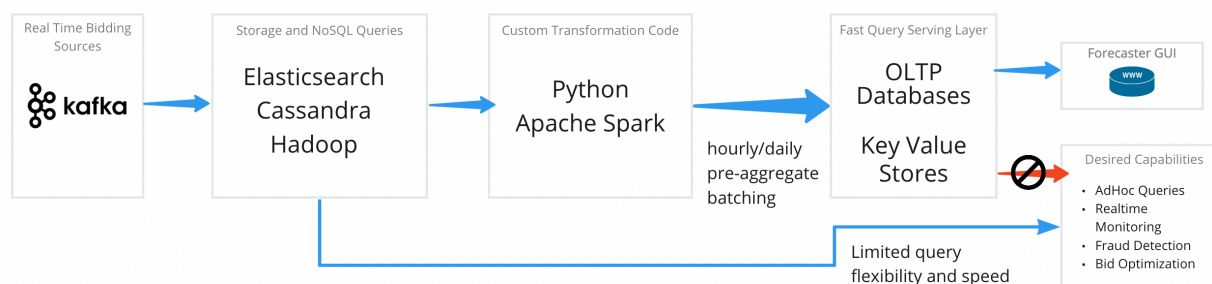 Real Time Bidding
Sources
kafka
Storage and NoSQL Queries
Elasticsearch
Cassandra
Hadoop
Custom Transformation Code
Python
Apache Spark
hourly/daily
pre-aggregate
batching
Fast Query Serving Layer
OLTP
Databases
Key Value
Stores
Forecaster GUI
www
Desired Capabilities
• AdHoc Queries
• Realtime
Monitoring
• Fraud Detection
• Bid Optimization
Limited query
flexibility and speed